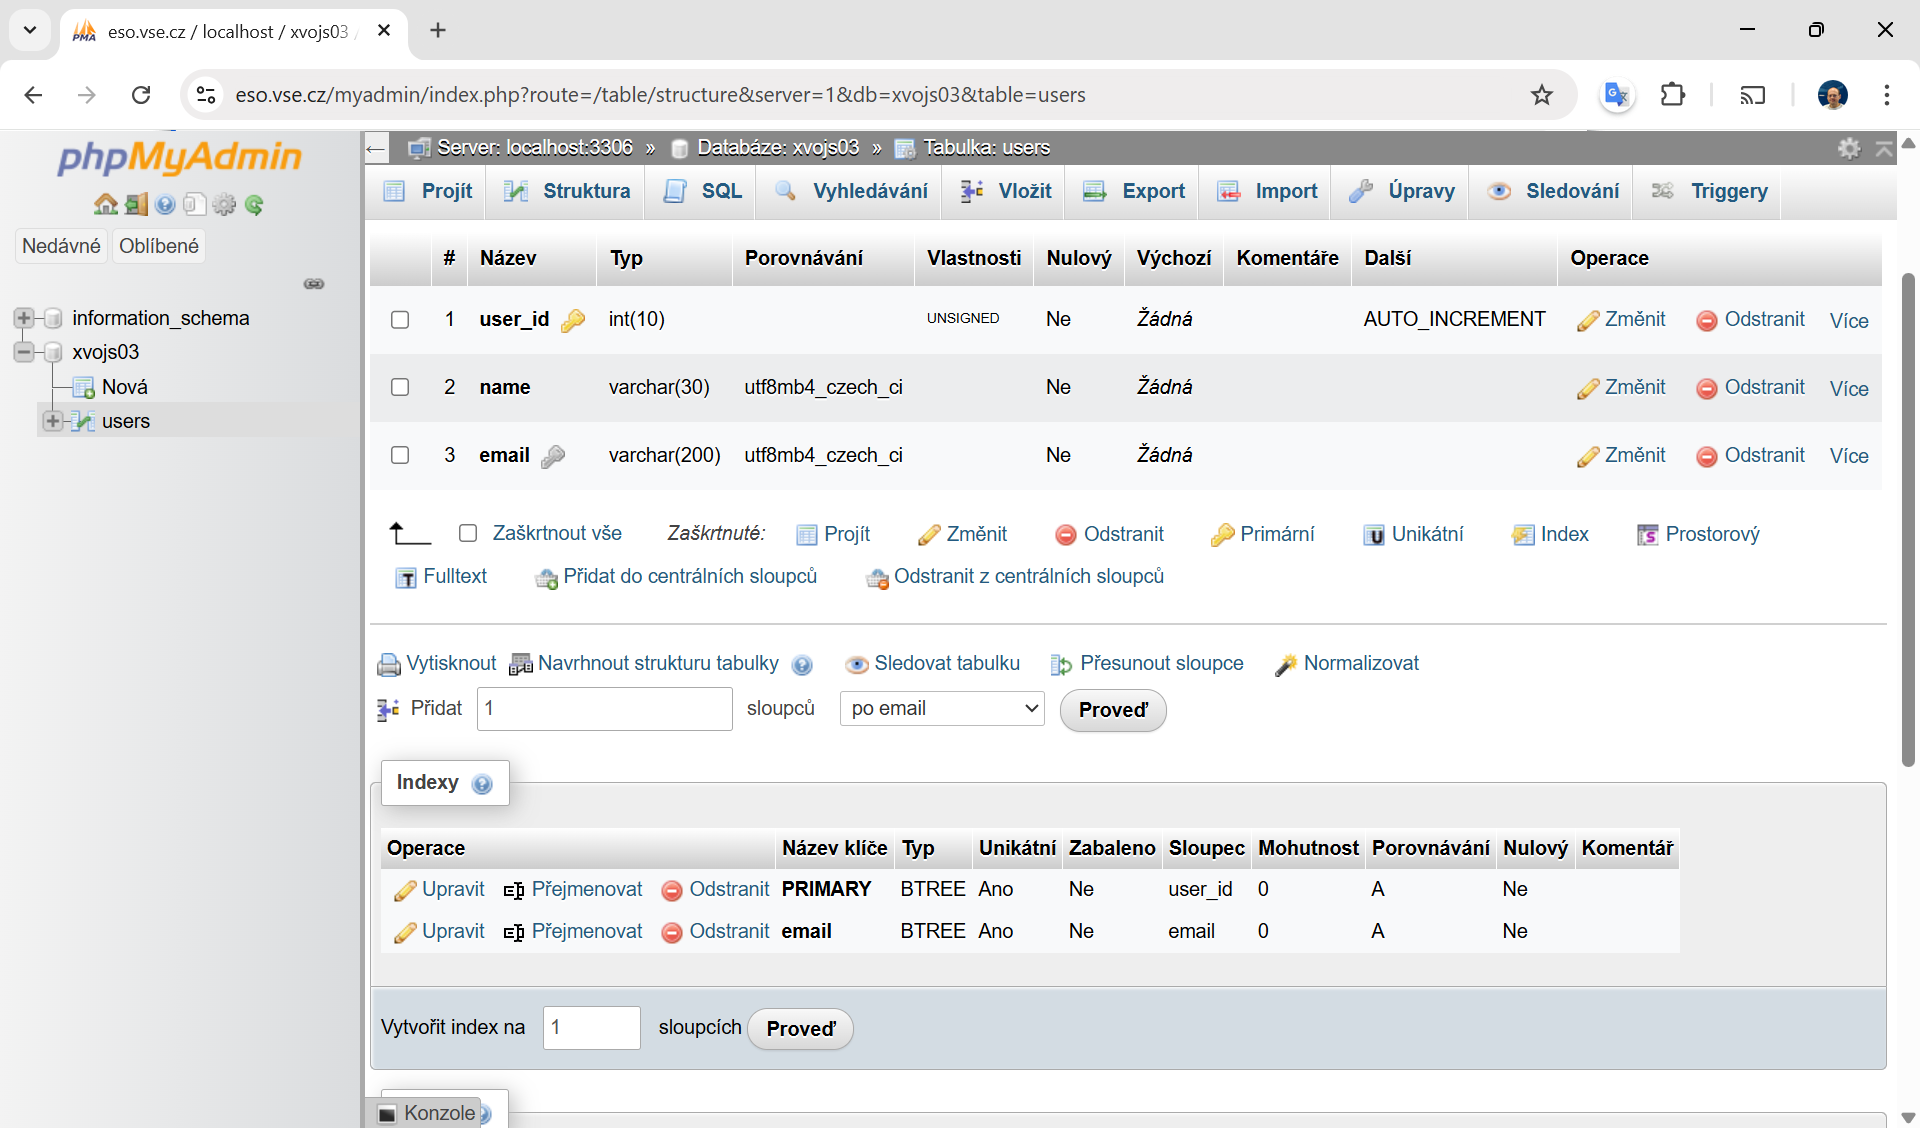 eso.vse.cz / localhost / xvojs03 /
eso.vse.cz/myadmin/index.php?route=/table/structure&server=1&db=xvojs03&table=users
phpMyAdmin
Nedávné Oblíbené
information_schema
xvojs03
Nová
users
Server: localhost:3306 » Databáze: xvojs03 » Tabulka: users
Projít Struktura SQL Vyhledávání Vložit Export Import Úpravy Sledování Triggery
# Název Typ Porovnávání Vlastnosti Nulový Výchozí Komentáře Další Operace
1 user_id int(10) UNSIGNED Ne Žádná AUTO_INCREMENT Změnit Odstranit Více
2 name varchar(30) utf8mb4_czech_ci Ne Žádná Změnit Odstranit Více
3 email varchar(200) utf8mb4_czech_ci Ne Žádná Změnit Odstranit Více
Zaškrtnout vše Zaškrtnuté: Projít Změnit Odstranit Primární Unikátní Index Prostorový
Fulltext Přidat do centrálních sloupců Odstranit z centrálních sloupců
Vytisknout Navrhnout strukturu tabulky Sledovat tabulku Přesunout sloupce Normalizovat
Přidat 1 sloupců po email Proveď
Indexy
Operace Název klíče Typ Unikátní Zabaleno Sloupec Mohutnost Porovnávání Nulový Komentář
Upravit Přejmenovat Odstranit PRIMARY BTREE Ano Ne user_id 0 A Ne
Upravit Přejmenovat Odstranit email BTREE Ano Ne email 0 A Ne
Vytvořit index na 1 sloupcích Proveď
Konzole